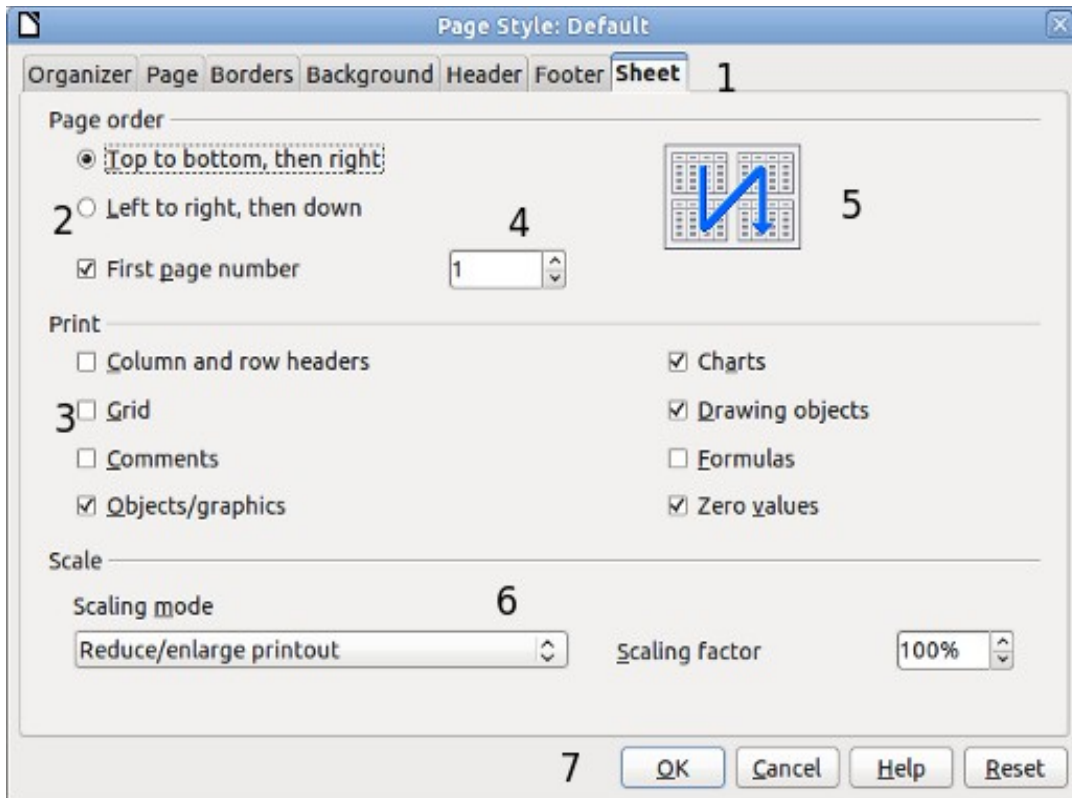 Page Style: Default
Organizer Page Borders Background Header Footer Sheet 1
Page order
Top to bottom, then right
2 Left to right, then down 4 5
First page number 1
Print
Column and row headers Charts
3 Grid Drawing objects
Comments Formulas
Objects/graphics Zero values
Scale
Scaling mode 6
Reduce/enlarge printout Scaling factor 100%
7 OK Cancel Help Reset